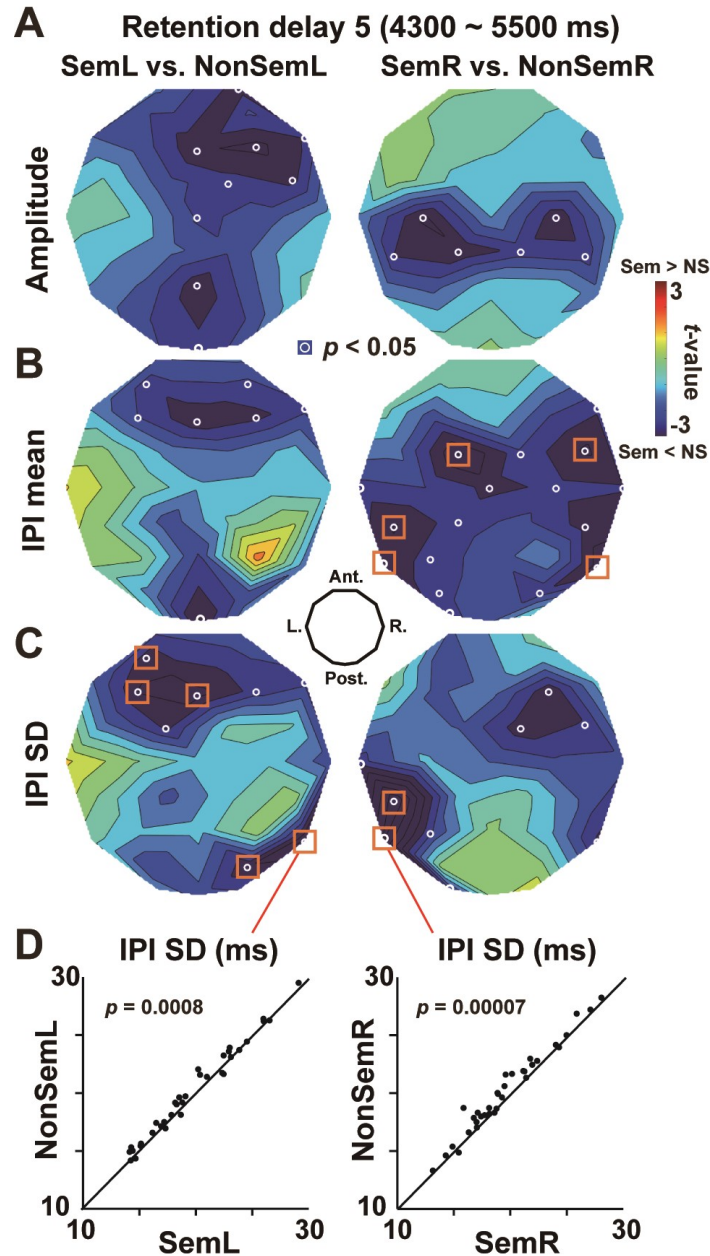 A
Retention delay 5 (4300 ~ 5500 ms)
SemL vs. NonSemL
SemR vs. NonSemR
Amplitude
Sem > NS
3
t-value
-3
Sem < NS
p < 0.05
B
IPI mean
Ant.
L.
R.
Post.
C
IPI SD
D
IPI SD (ms)
IPI SD (ms)
30
p = 0.0008
NonSemL
10
10
30
SemL
30
p = 0.00007
NonSemR
10
10
30
SemR